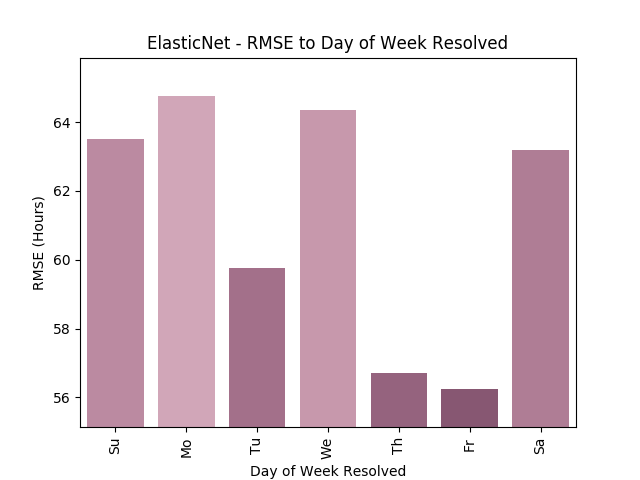 ElasticNet - RMSE to Day of Week Resolved
RMSE (Hours)
64
62
60
58
56
Su
Mo
Tu
We
Th
Fr
Sa
Day of Week Resolved